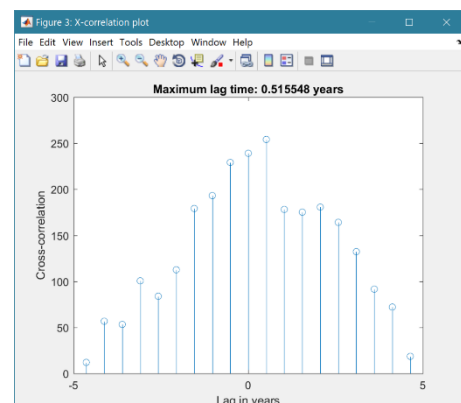 Figure 3: X-correlation plot
File Edit View Insert Tools Desktop Window Help
Maximum lag time: 0.515548 years
300
250
200
150
100
50
0
Cross-correlation
-5 0 5
Lag in years